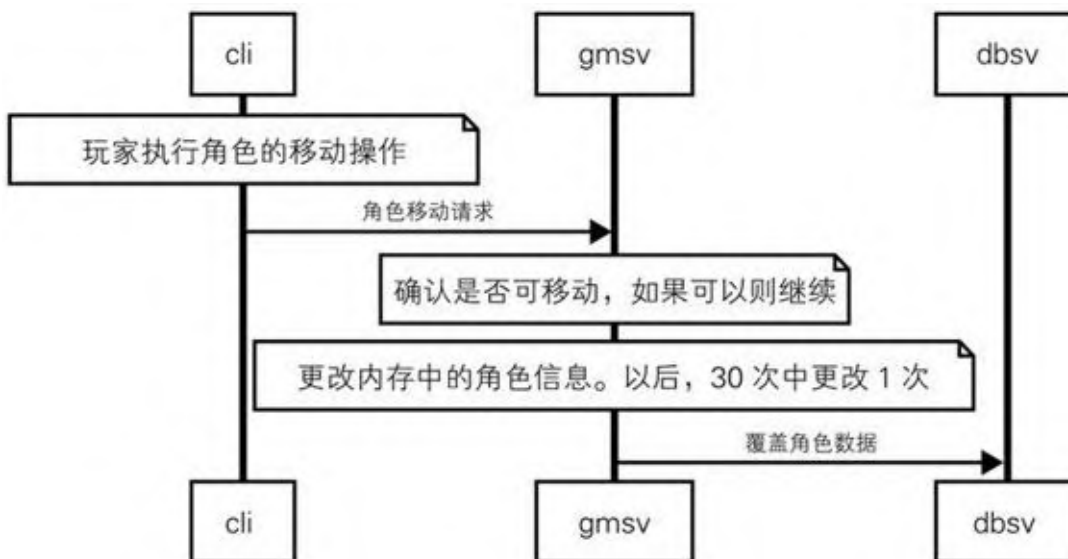 cli
gmsv
dbsv
玩家执行角色的移动操作
角色移动请求
确认是否可移动，如果可以则继续
更改内存中的角色信息。以后，30 次中更改 1 次
覆盖角色数据
cli
gmsv
dbsv